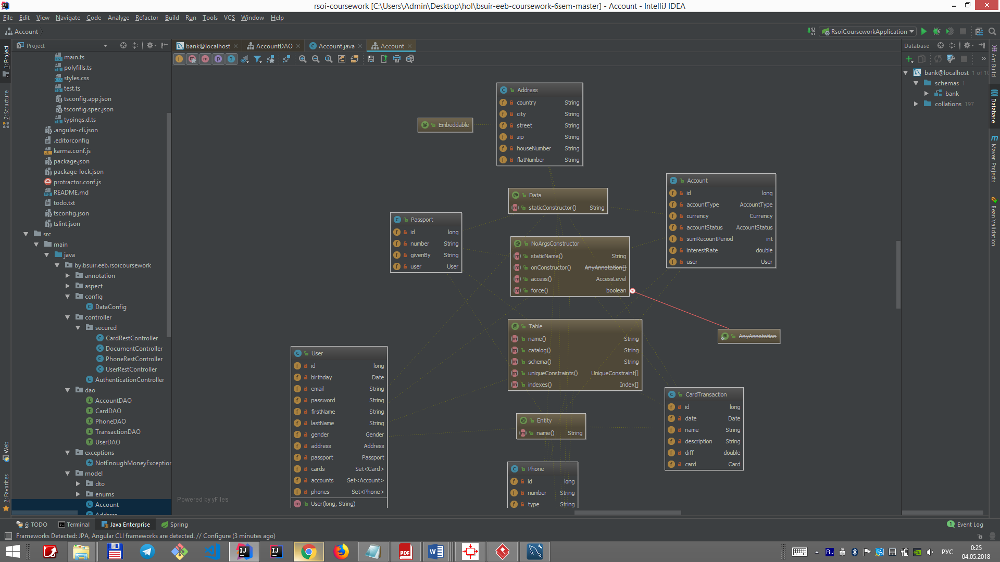 rsoi-coursework [C:\Users\Admin\Desktop\hol\bsuir-eeb-coursework-6sem-master] - Account - IntelliJ IDEA
File Edit View Navigate Code Analyze Refactor Build Run Tools VCS Window Help
Account
RsoiCourseworkApplication
Project
bank@localhost
AccountDAO
Account.java
Account
Database
1: Project
7: Structure
Web
2: Favorites
main.ts
polyfills.ts
styles.css
test.ts
tsconfig.app.json
tsconfig.spec.json
typings.d.ts
.angular-cli.json
.editorconfig
karma.conf.js
package.json
package-lock.json
protractor.conf.js
README.md
todo.txt
tsconfig.json
tslint.json
src
main
java
by.bsuir.eeb.rsoicoursework
annotation
aspect
config
DataConfig
controller
secured
CardRestController
DocumentController
PhoneRestController
UserRestController
AuthenticationController
dao
AccountDAO
CardDAO
PhoneDAO
TransactionDAO
UserDAO
exceptions
NotEnoughMoneyException
model
dto
enums
Account
Address
Address
country String
city String
street String
zip String
houseNumber String
flatNumber String
Embeddable
Data
staticConstructor() String
Account
id long
accountType AccountType
currency Currency
accountStatus AccountStatus
sumRecountPeriod int
interestRate double
user User
Passport
id long
number String
givenBy String
user User
NoArgsConstructor
staticName() String
onConstructor() AnyAnnotation[]
access() AccessLevel
force() boolean
Table
name() String
catalog() String
schema() String
uniqueConstraints() UniqueConstraint[]
indexes() Index[]
AnyAnnotation
User
id long
birthday Date
email String
password String
firstName String
lastName String
gender Gender
address Address
passport Passport
cards Set<Card>
accounts Set<Account>
phones Set<Phone>
User(long, String)
Entity
name() String
CardTransaction
id long
date Date
name String
description String
diff double
card Card
Phone
id long
number String
type String
Powered by yFiles
bank@localhost 1 of 10
schemas 1
bank
collations 197
Ant Build
Database
Maven Projects
Bean Validation
6: TODO
Terminal
Java Enterprise
Spring
1 Event Log
Frameworks Detected: JPA, Angular CLI frameworks are detected. // Configure (3 minutes ago)
Ru
РУС
0:25
04.05.2018